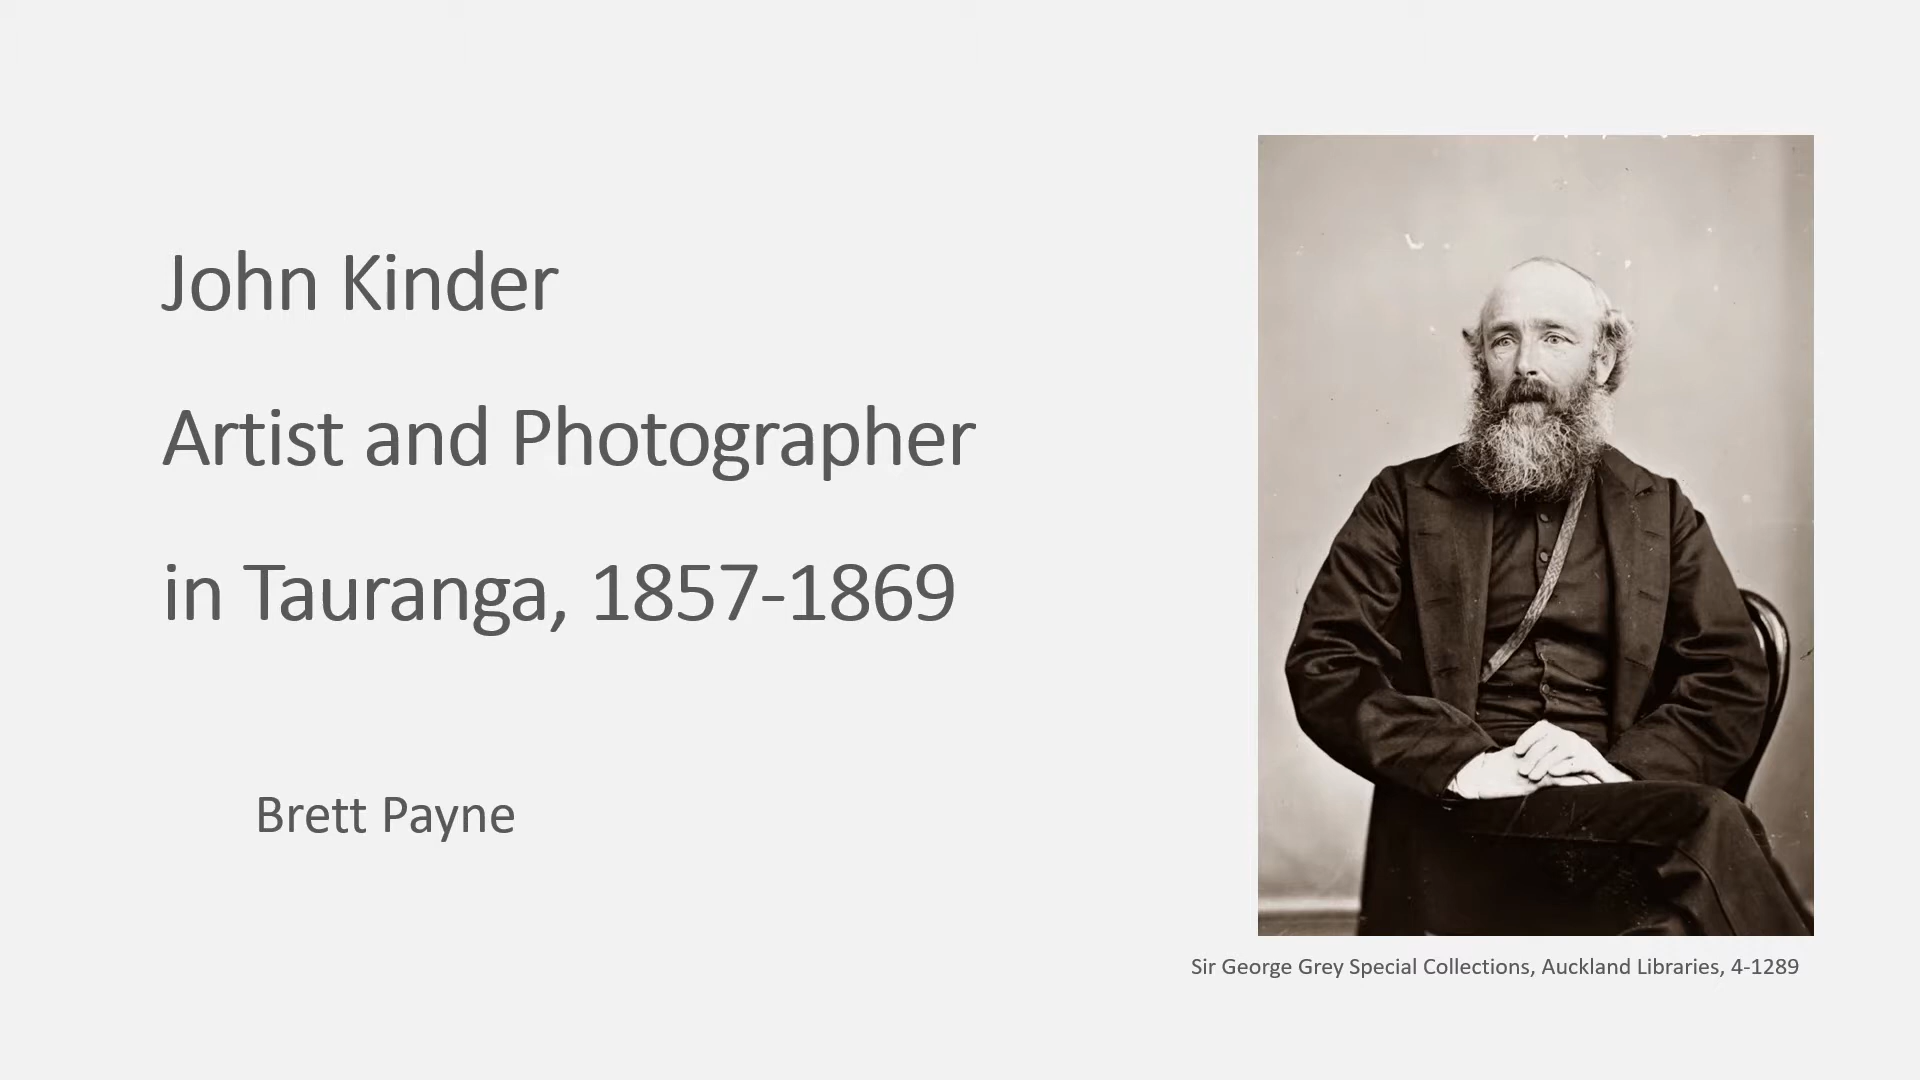 John Kinder
Artist and Photographer
in Tauranga, 1857-1869
Brett Payne
Sir George Grey Special Collections, Auckland Libraries, 4-1289